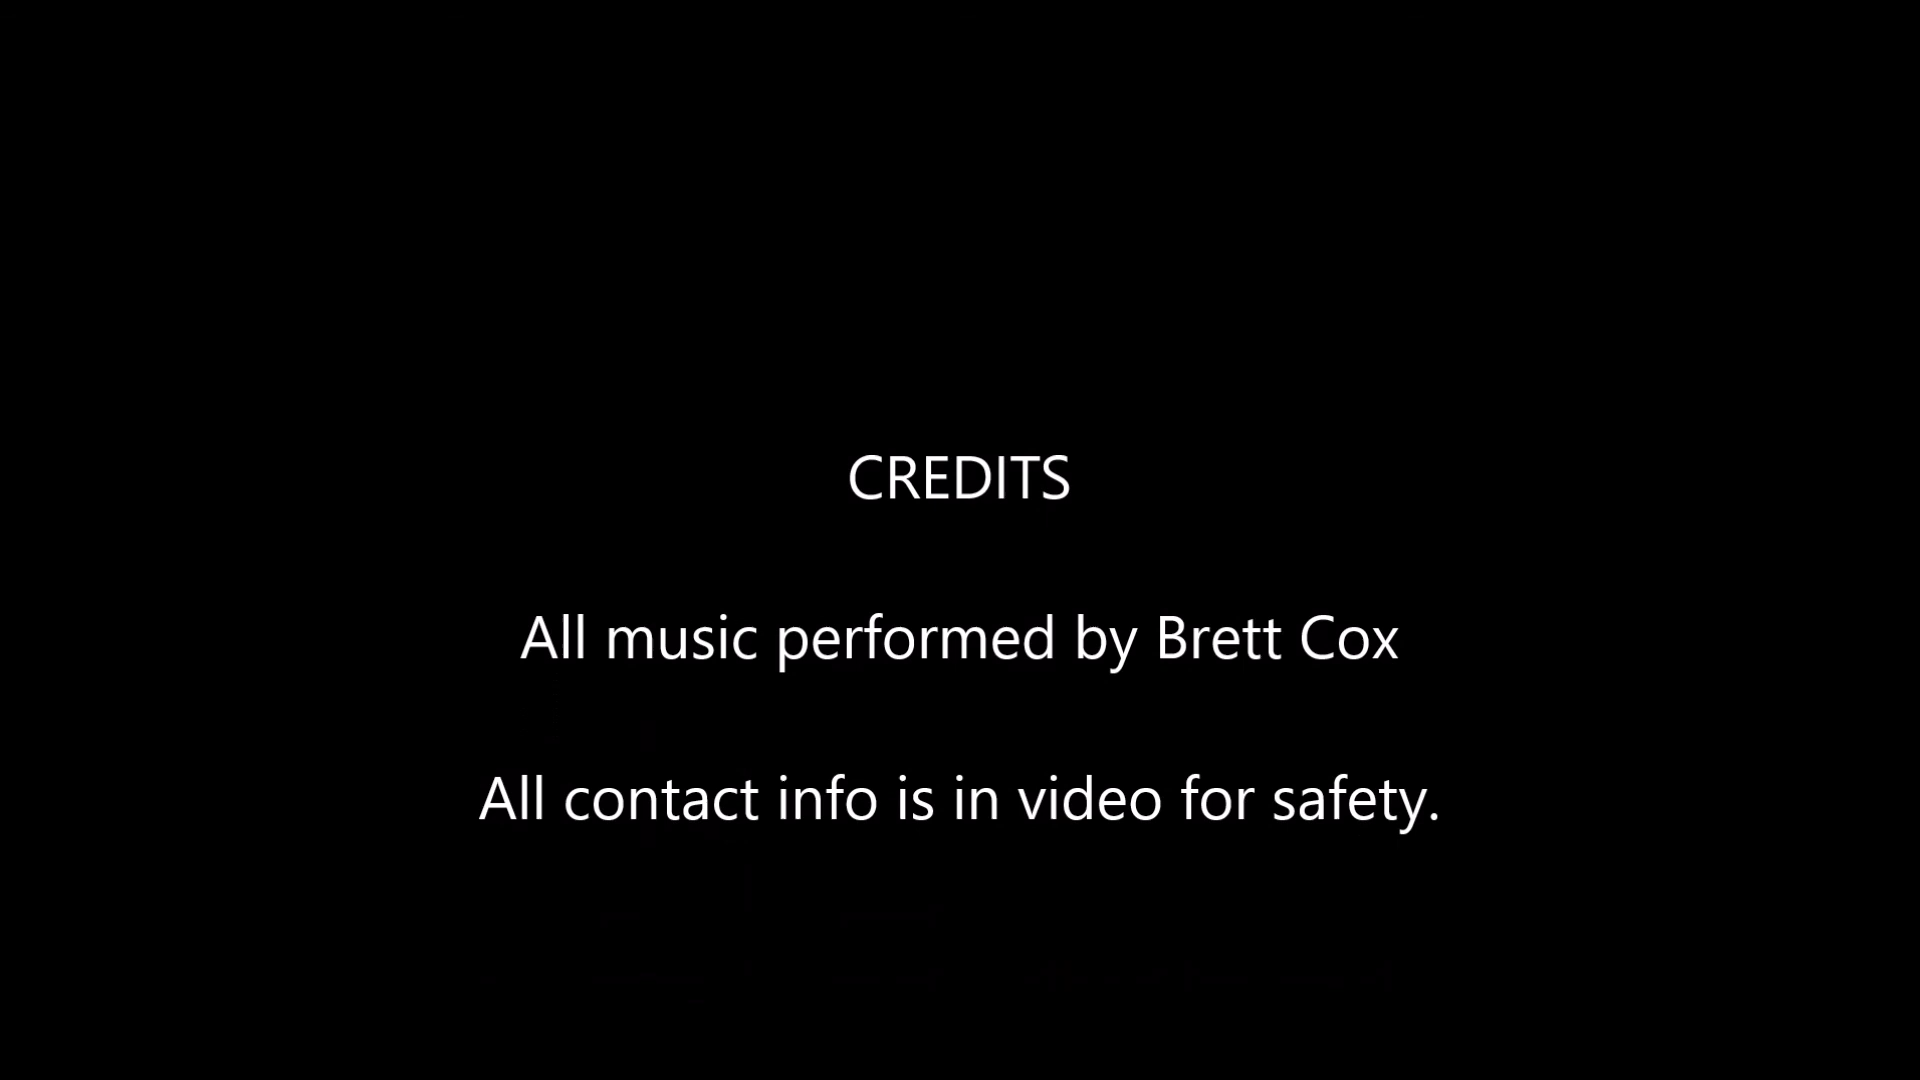 CREDITS
All music performed by Brett Cox
All contact info is in video for safety.